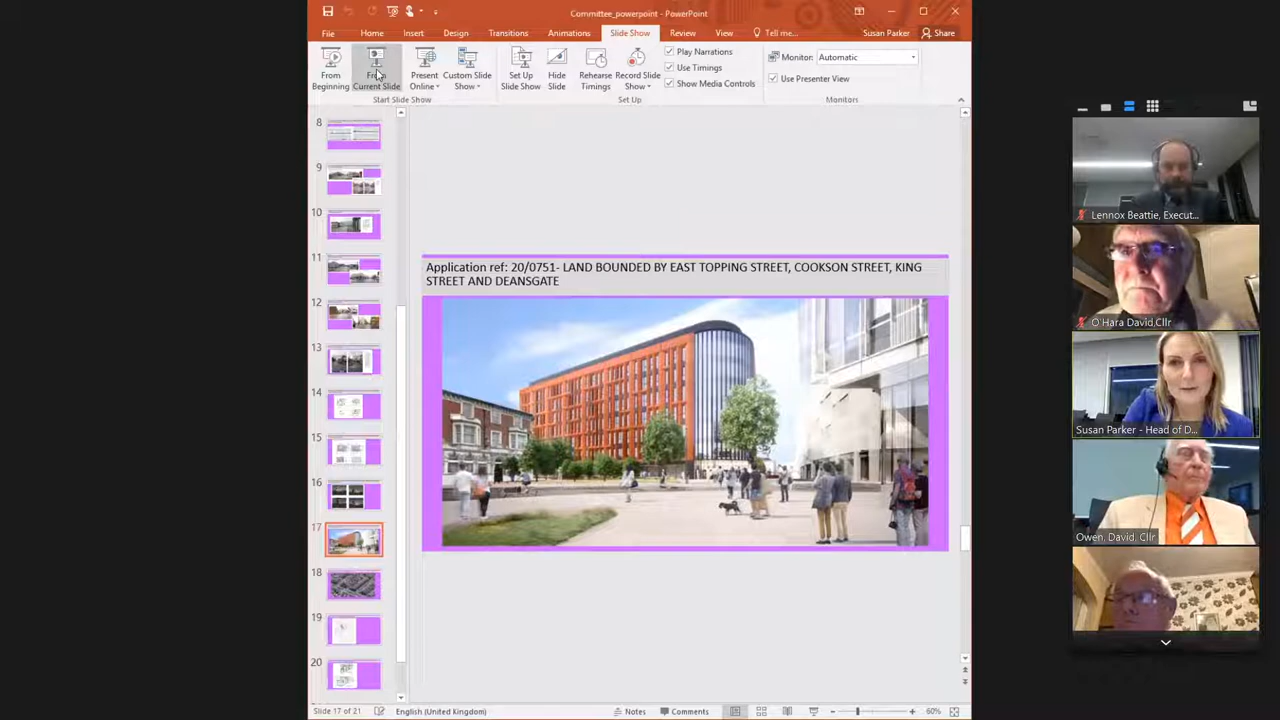 Committee_powerpoint - PowerPoint
File
Home
Insert
Design
Transitions
Animations
Slide Show
Review
View
Tell me...
Susan Parker
Share
From
Beginning
From
Current Slide
Present
Online
Custom Slide
Show
Start Slide Show
Set Up
Slide Show
Hide
Slide
Rehearse
Timings
Record Slide
Show
Play Narrations
Use Timings
Show Media Controls
Set Up
Monitor: Automatic
Use Presenter View
Monitors
8
9
10
11
12
13
14
15
16
17
18
19
20
Application ref: 20/0751- LAND BOUNDED BY EAST TOPPING STREET, COOKSON STREET, KING
STREET AND DEANSGATE
Lennox Beattie, Execut...
O'Hara David,Cllr
Susan Parker - Head of D...
Owen, David, Cllr
Slide 17 of 21
English (United Kingdom)
Notes
Comments
60%